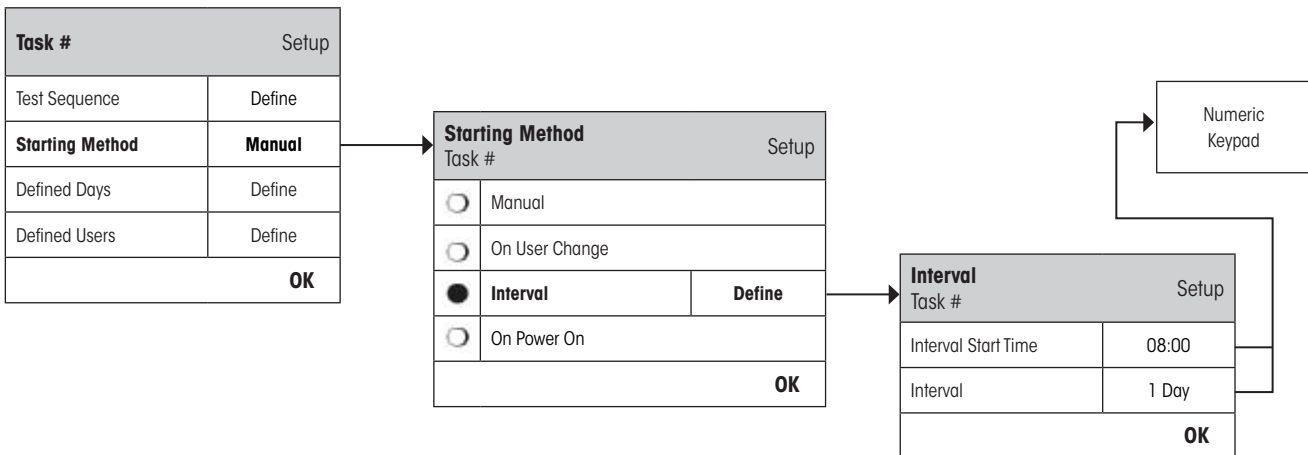 Task # Setup
Test Sequence Define
Starting Method Manual
Defined Days Define
Defined Users Define
OK
Starting Method
Task # Setup
Manual
On User Change
Interval Define
On Power On
OK
Interval
Task # Setup
Interval Start Time 08:00
Interval 1 Day
OK
Numeric
Keypad